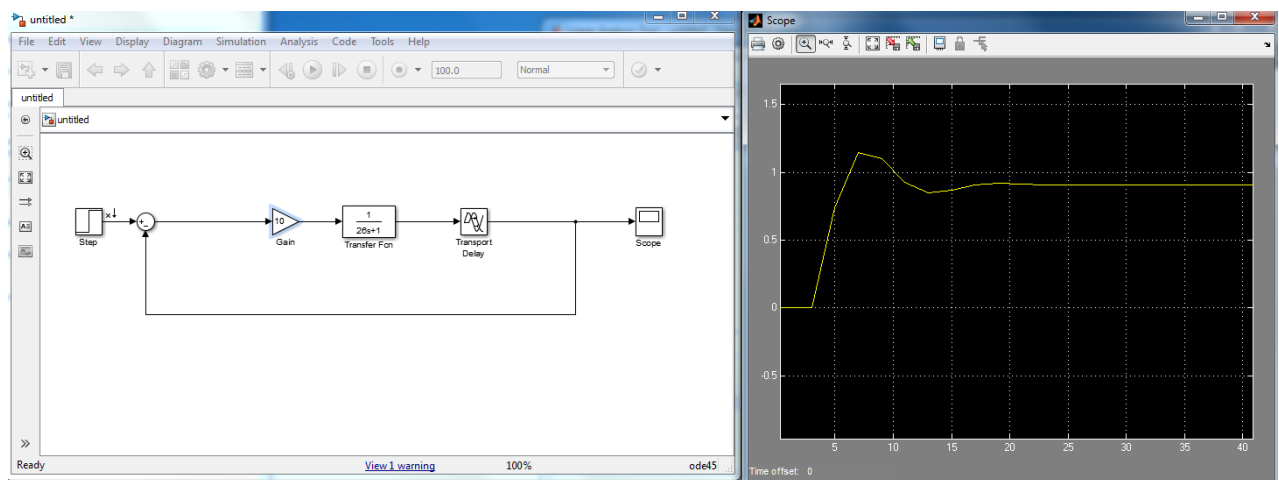 untitled *
File Edit View Display Diagram Simulation Analysis Code Tools Help
100.0
Normal
untitled
untitled
Step
+
-
10
Gain
1
26s+1
Transfer Fcn
Transport
Delay
Scope
Ready
View 1 warning
100%
ode45
Scope
1.5
1
0.5
0
-0.5
5 10 15 20 25 30 35 40
Time offset: 0